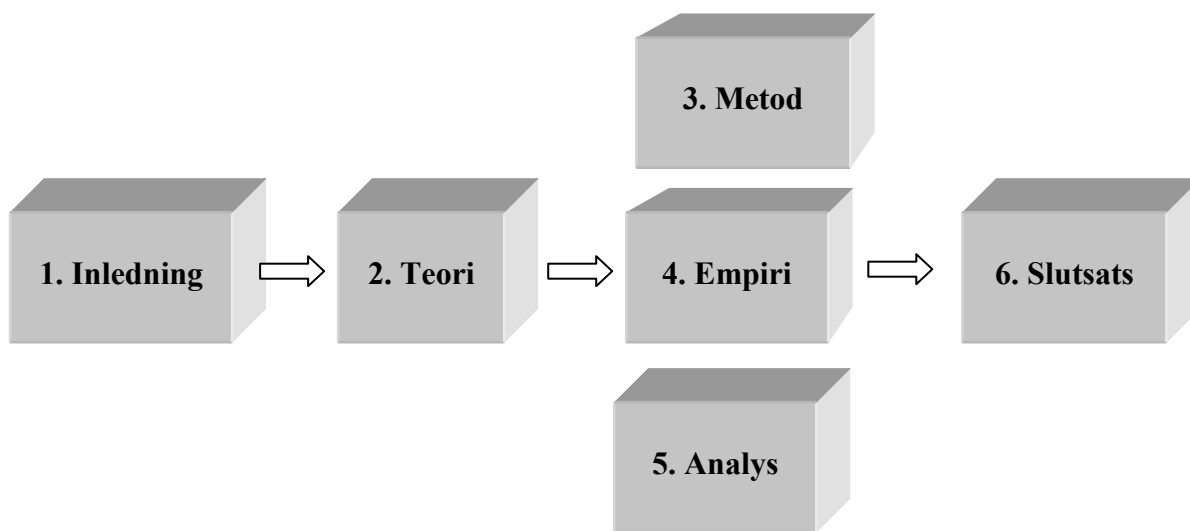 1. Inledning
2. Teori
3. Metod
4. Empiri
5. Analys
6. Slutsats